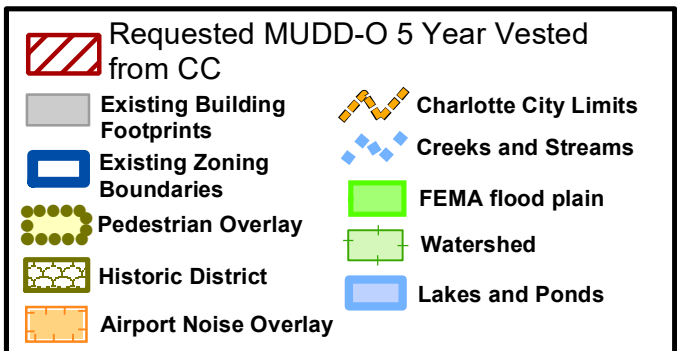 Requested MUDD-O 5 Year Vested
from CC
Existing Building
Footprints
Existing Zoning
Boundaries
Pedestrian Overlay
Historic District
Airport Noise Overlay
Charlotte City Limits
Creeks and Streams
FEMA flood plain
Watershed
Lakes and Ponds